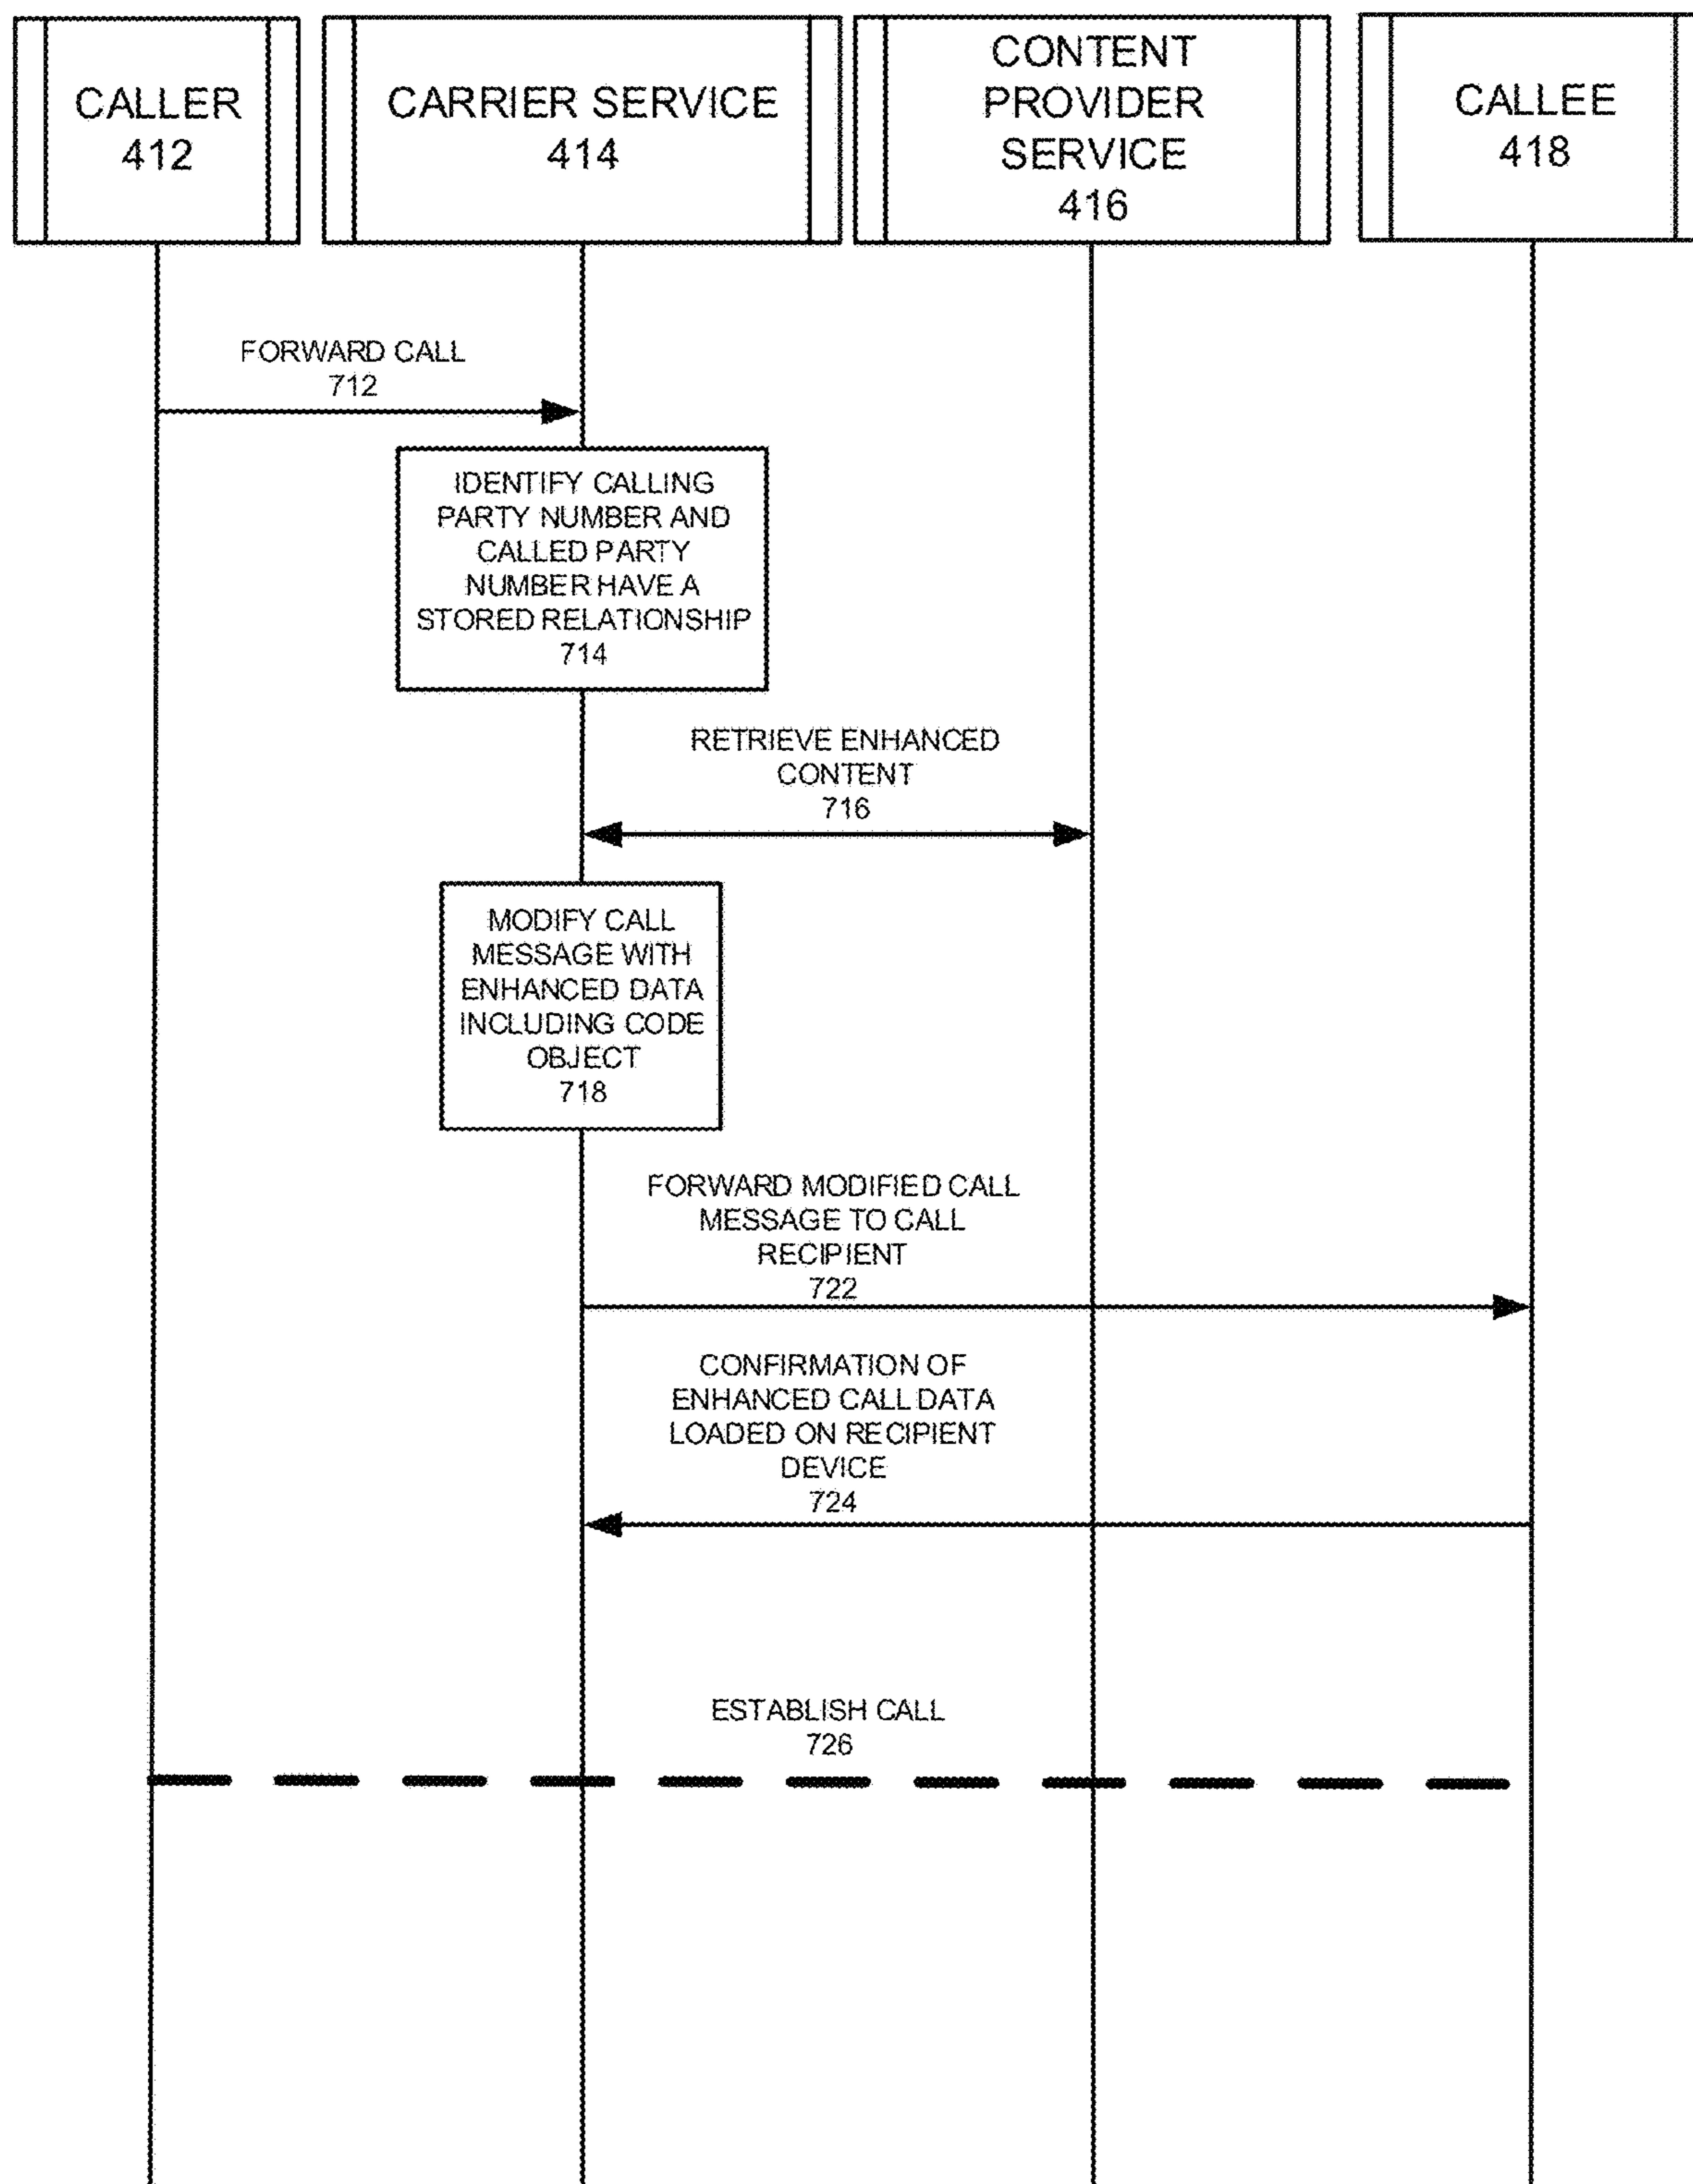 CALLER
412
CARRIER SERVICE
414
CONTENT
PROVIDER
SERVICE
416
CALLEE
418
FORWARD CALL
712
IDENTIFY CALLING
PARTY NUMBER AND
CALLED PARTY
NUMBER HAVE A
STORED RELATIONSHIP
714
RETRIEVE ENHANCED
CONTENT
716
MODIFY CALL
MESSAGE WITH
ENHANCED DATA
INCLUDING CODE
OBJECT
718
FORWARD MODIFIED CALL
MESSAGE TO CALL
RECIPIENT
722
CONFIRMATION OF
ENHANCED CALL DATA
LOADED ON RECIPIENT
DEVICE
724
ESTABLISH CALL
726